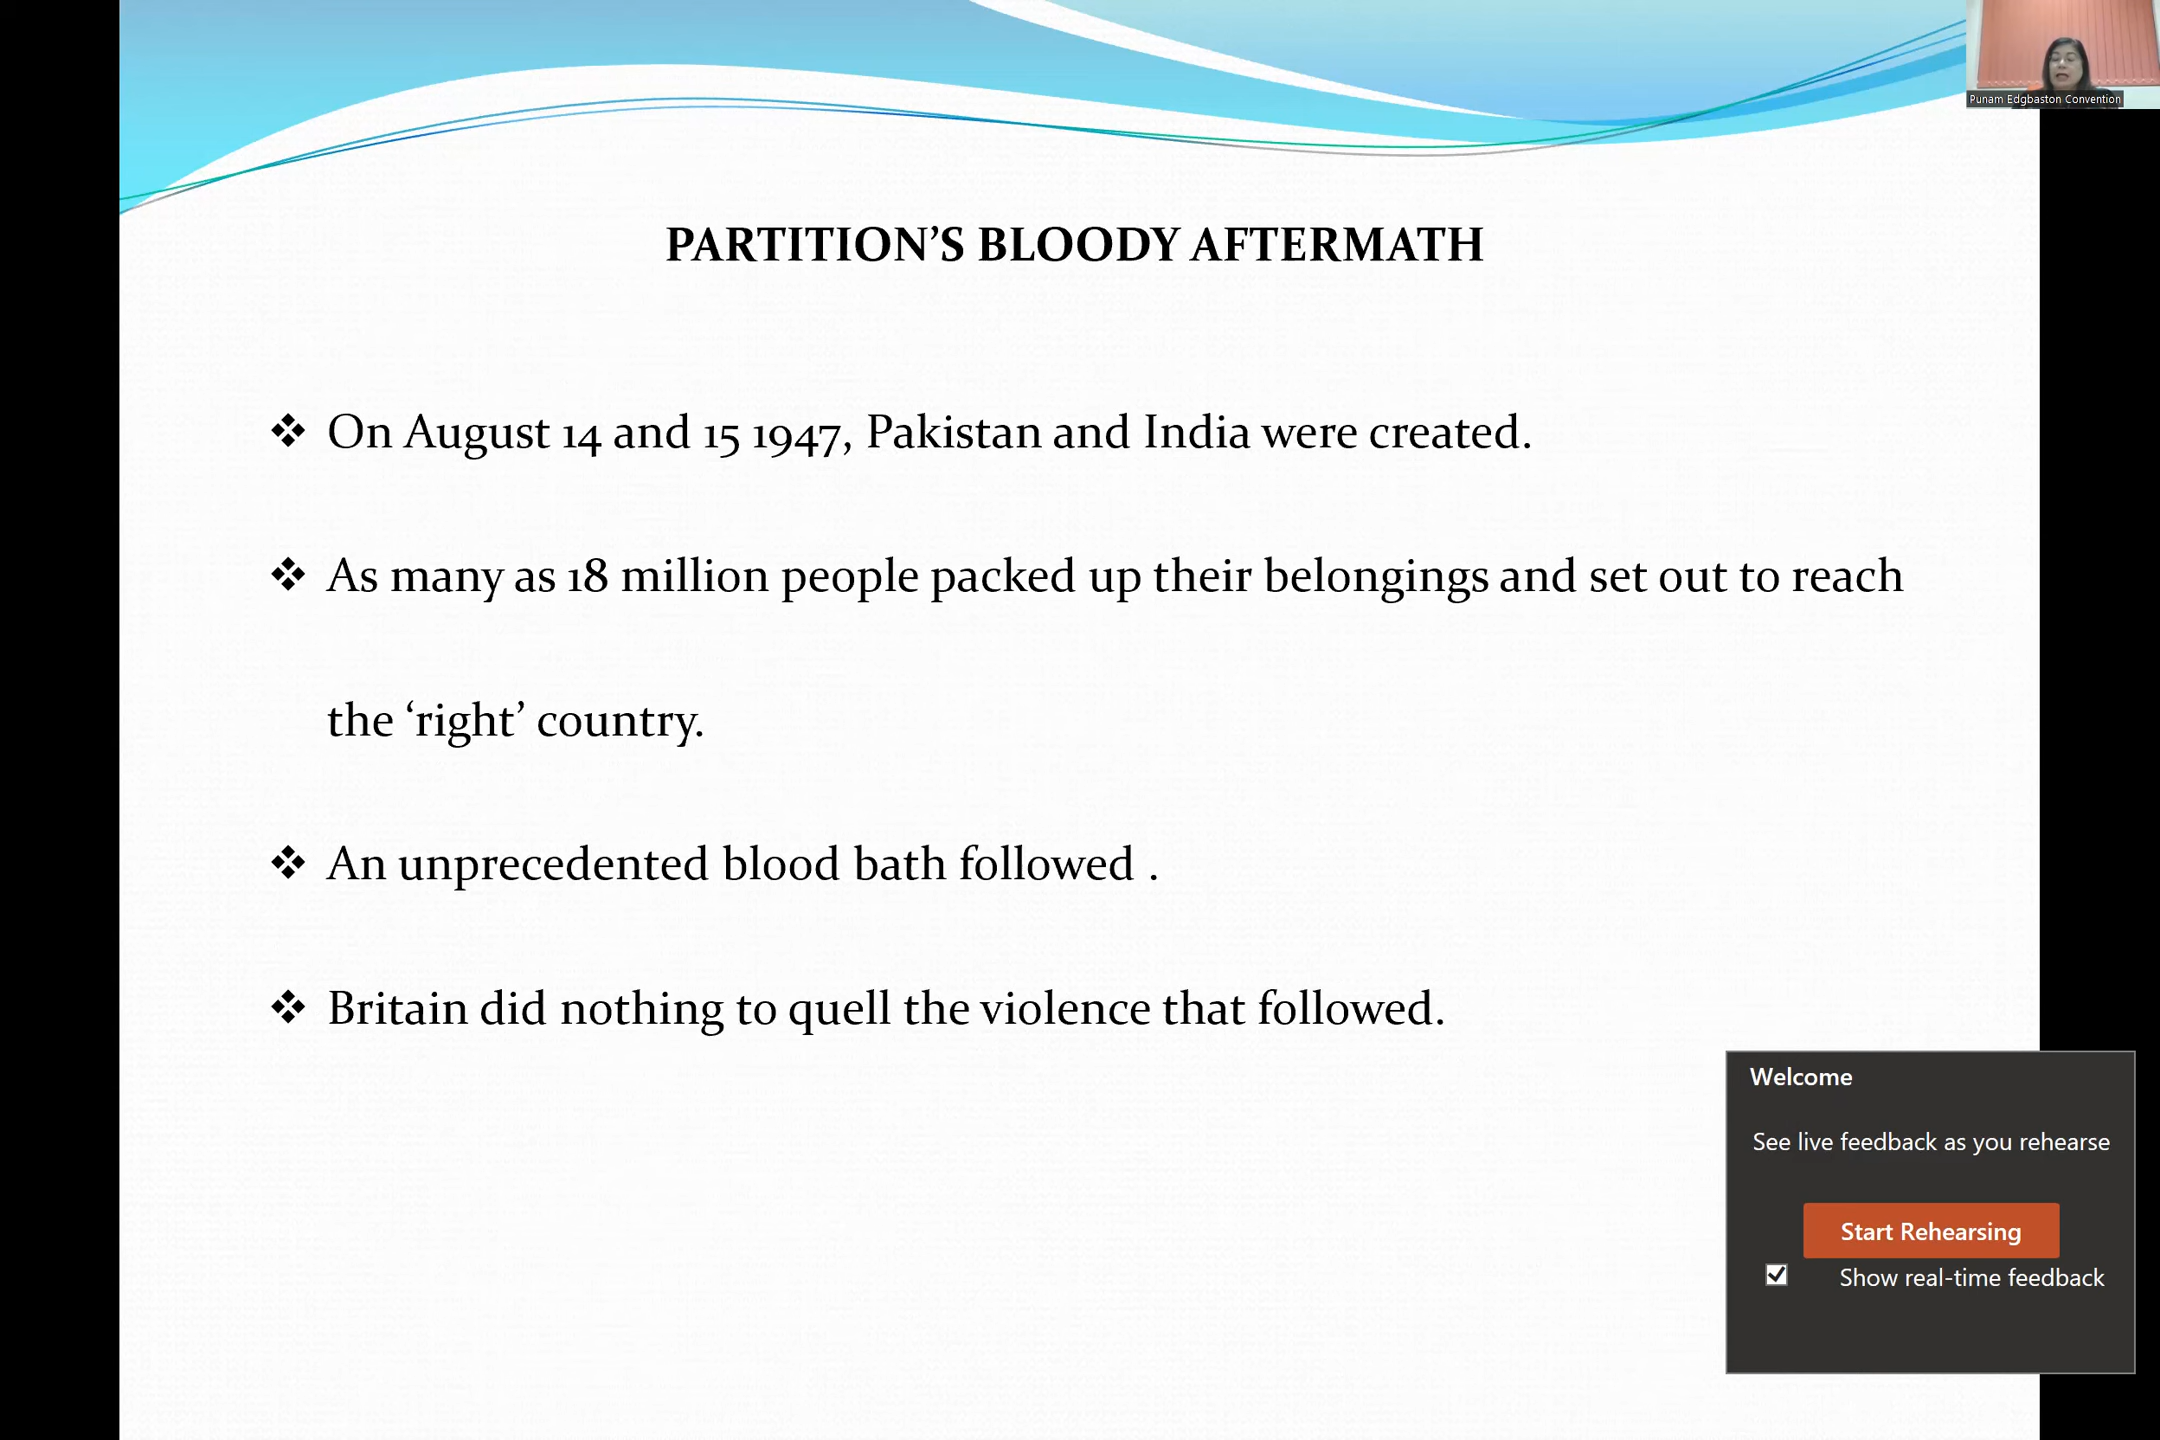 Punam Edgbaston Convention
PARTITION’S BLOODY AFTERMATH
❖ On August 14 and 15 1947, Pakistan and India were created.
❖ As many as 18 million people packed up their belongings and set out to reach
the ‘right’ country.
❖ An unprecedented blood bath followed .
❖ Britain did nothing to quell the violence that followed.
Welcome
See live feedback as you rehearse
Start Rehearsing
Show real-time feedback